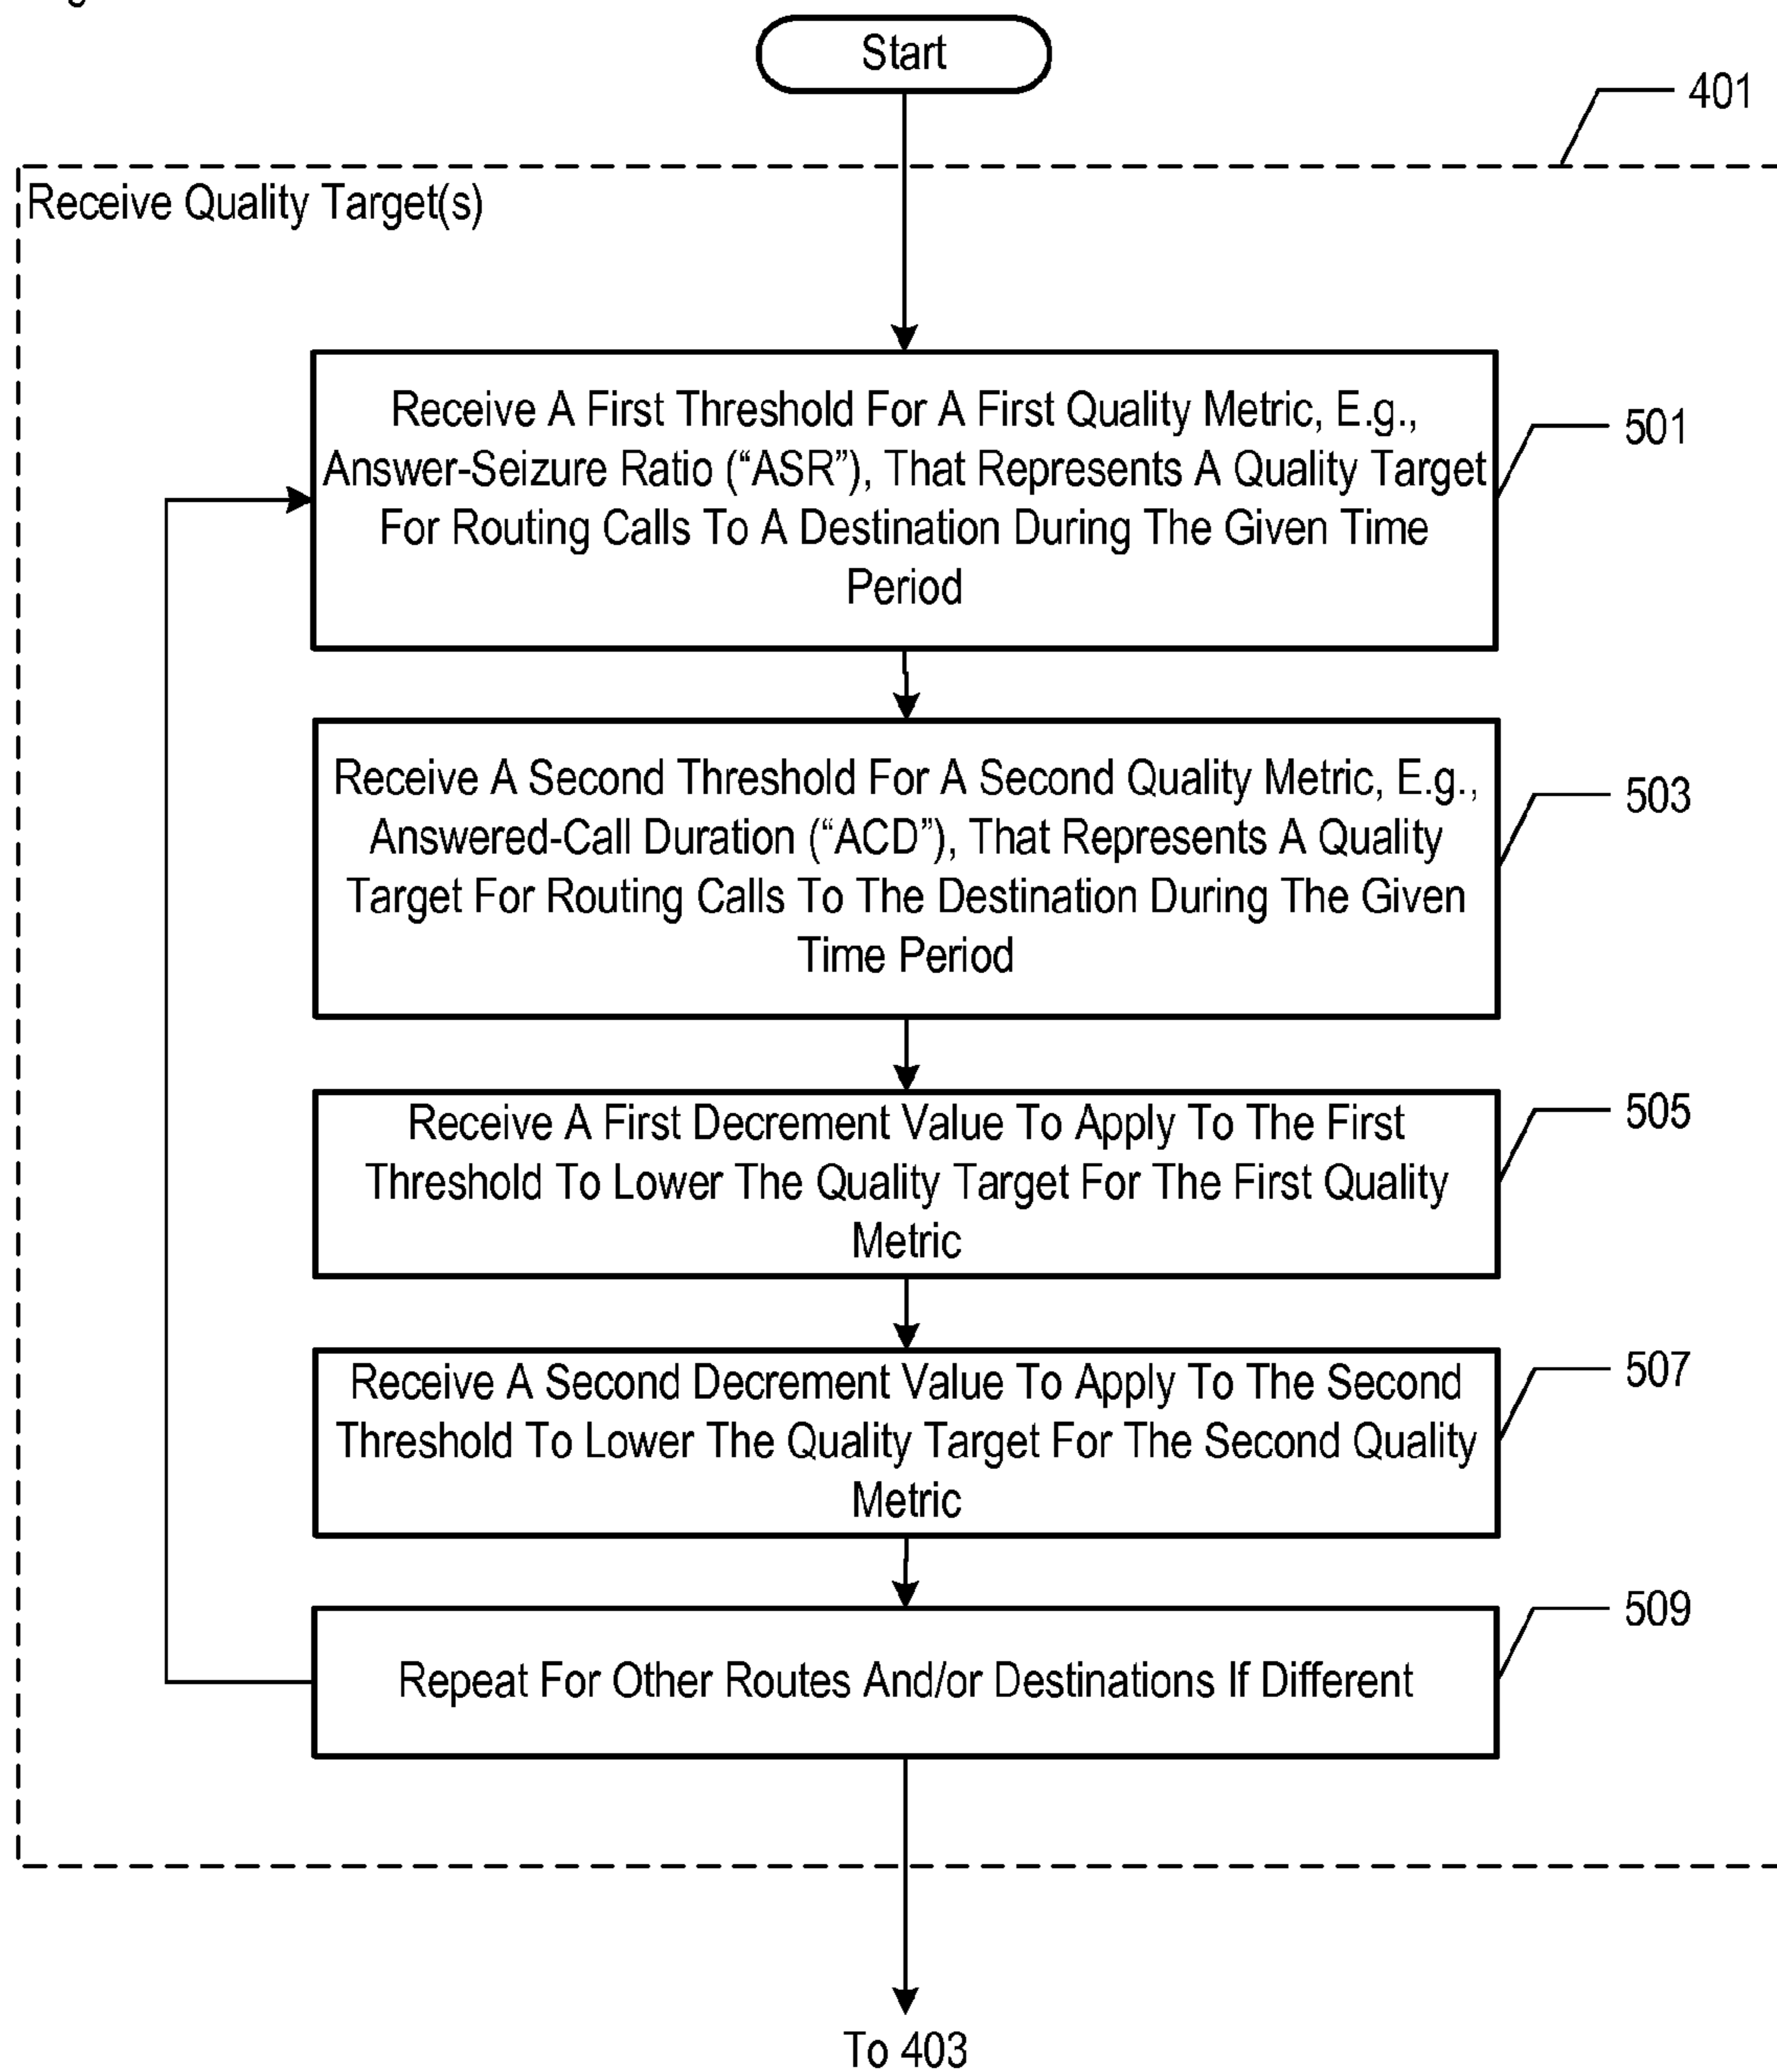 Start
401
Receive Quality Target(s)
Receive A First Threshold For A First Quality Metric, E.g.,
Answer-Seizure Ratio (“ASR”), That Represents A Quality Target
For Routing Calls To A Destination During The Given Time
Period
501
Receive A Second Threshold For A Second Quality Metric, E.g.,
Answered-Call Duration (“ACD”), That Represents A Quality
Target For Routing Calls To The Destination During The Given
Time Period
503
Receive A First Decrement Value To Apply To The First
Threshold To Lower The Quality Target For The First Quality
Metric
505
Receive A Second Decrement Value To Apply To The Second
Threshold To Lower The Quality Target For The Second Quality
Metric
507
Repeat For Other Routes And/or Destinations If Different
509
To 403